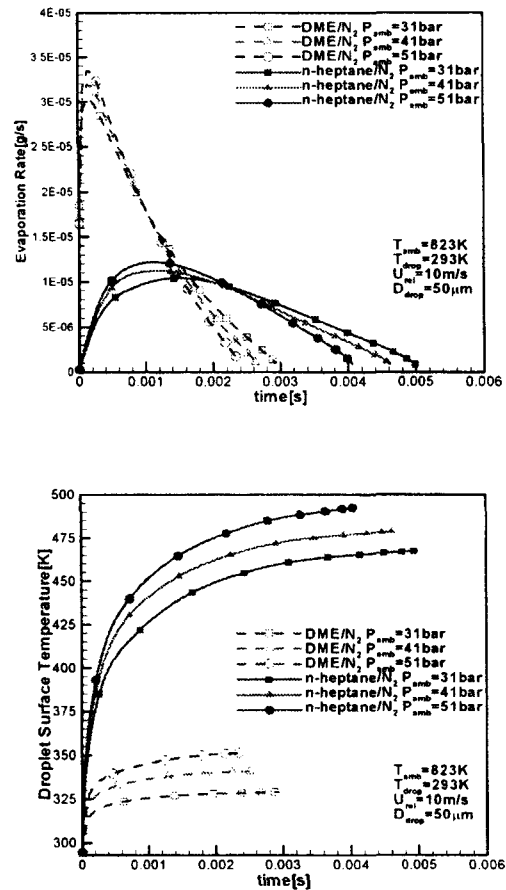 4E-05
3.5E-05
3E-05
2.5E-05
2E-05
1.5E-05
1E-05
5E-06
0
Evaporation Rate[g/s]
DME/N₂ Pₐₘb=31bar
DME/N₂ Pₐₘb=41bar
DME/N₂ Pₐₘb=51bar
n-heptane/N₂ Pₐₘb=31bar
n-heptane/N₂ Pₐₘb=41bar
n-heptane/N₂ Pₐₘb=51bar
Tₐₘb=823K
Tdrop=293K
Urel=10m/s
Ddrop=50μm
0 0.001 0.002 0.003 0.004 0.005 0.006
time[s]
500
475
450
425
400
375
350
325
300
Droplet Surface Temperature[K]
DME/N₂ Pₐₘb=31bar
DME/N₂ Pₐₘb=41bar
DME/N₂ Pₐₘb=51bar
n-heptane/N₂ Pₐₘb=31bar
n-heptane/N₂ Pₐₘb=41bar
n-heptane/N₂ Pₐₘb=51bar
Tₐₘb=823K
Tdrop=293K
Urel=10m/s
Ddrop=50μm
0 0.001 0.002 0.003 0.004 0.005 0.006
time[s]